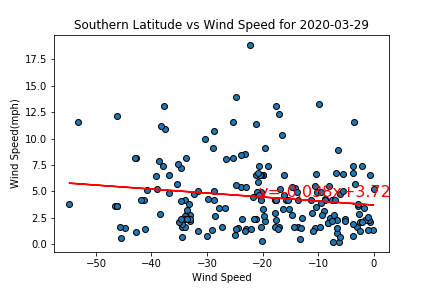 Southern Latitude vs Wind Speed for 2020-03-29
Wind Speed(mph)
17.5
15.0
12.5
10.0
7.5
5.0
2.5
0.0
y=-0.038x+3.72
−50 −40 −30 −20 −10 0
Wind Speed